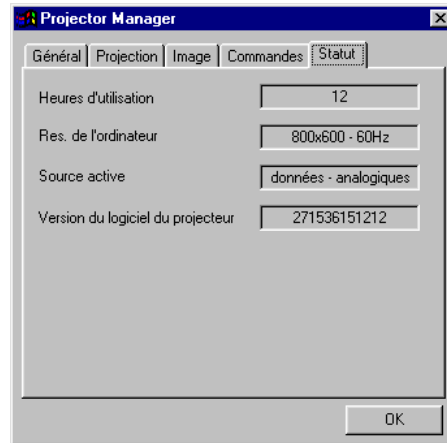 Projector Manager
Général Projection Image Commandes Statut
Heures d'utilisation 12
Res. de l'ordinateur 800x600 - 60Hz
Source active données - analogiques
Version du logiciel du projecteur 271536151212
OK